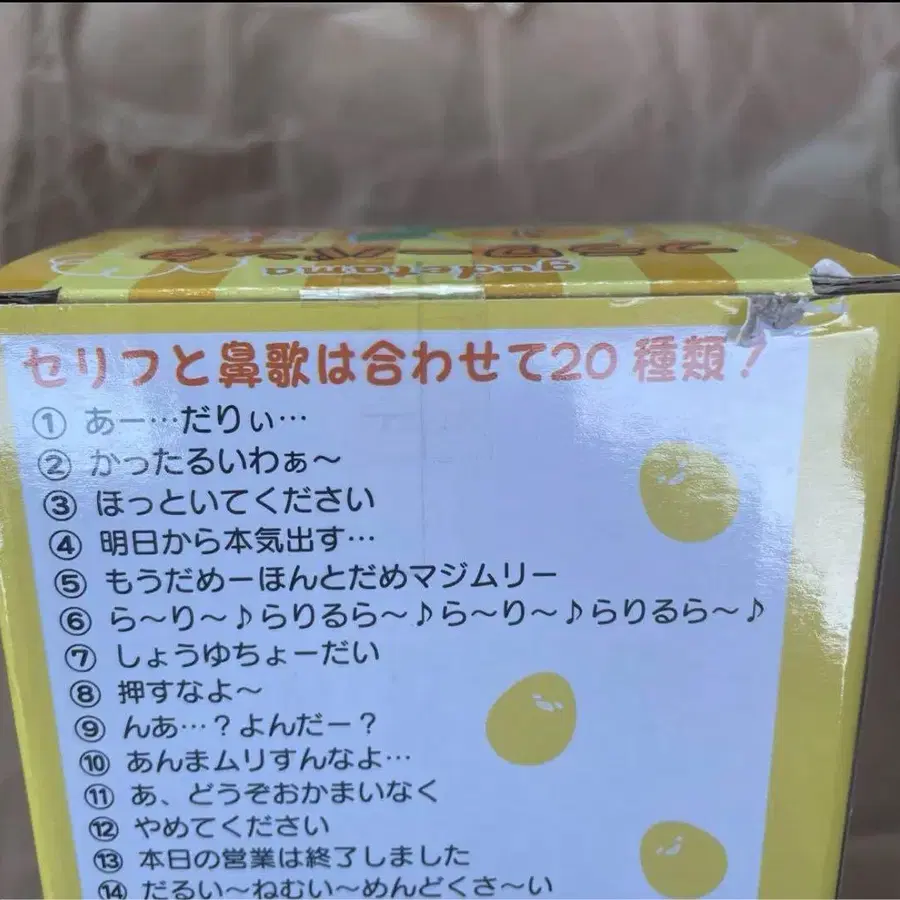 gudetama
セリフと鼻歌は合わせて20種類!
① あー…だりぃ…
② かったるいわぁ〜
③ ほっといてください
④ 明日から本気出す…
⑤ もうだめーほんとだめマジムリー
⑥ ら〜り〜♪らりるら〜♪ら〜り〜♪らりるら〜♪
⑦ しょうゆちょーだい
⑧ 押すなよ〜
⑨ んあ…?よんだー?
⑩ あんまムリすんなよ…
⑪ あ、どうぞおかまいなく
⑫ やめてください
⑬ 本日の営業は終了しました
⑭ だるい〜ねむい〜めんどくさ〜い